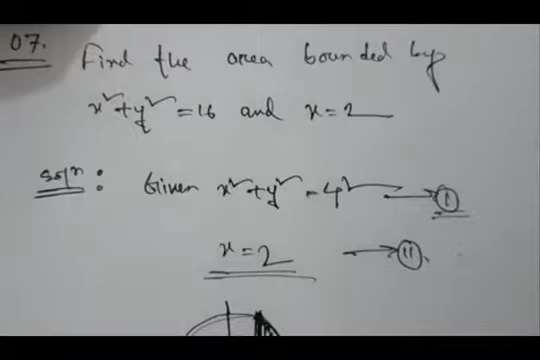 07. Find the area bounded by
x²+y²=16 and x=2
Solⁿ: Given x²+y²=4² → (I)
x=2 → (II).